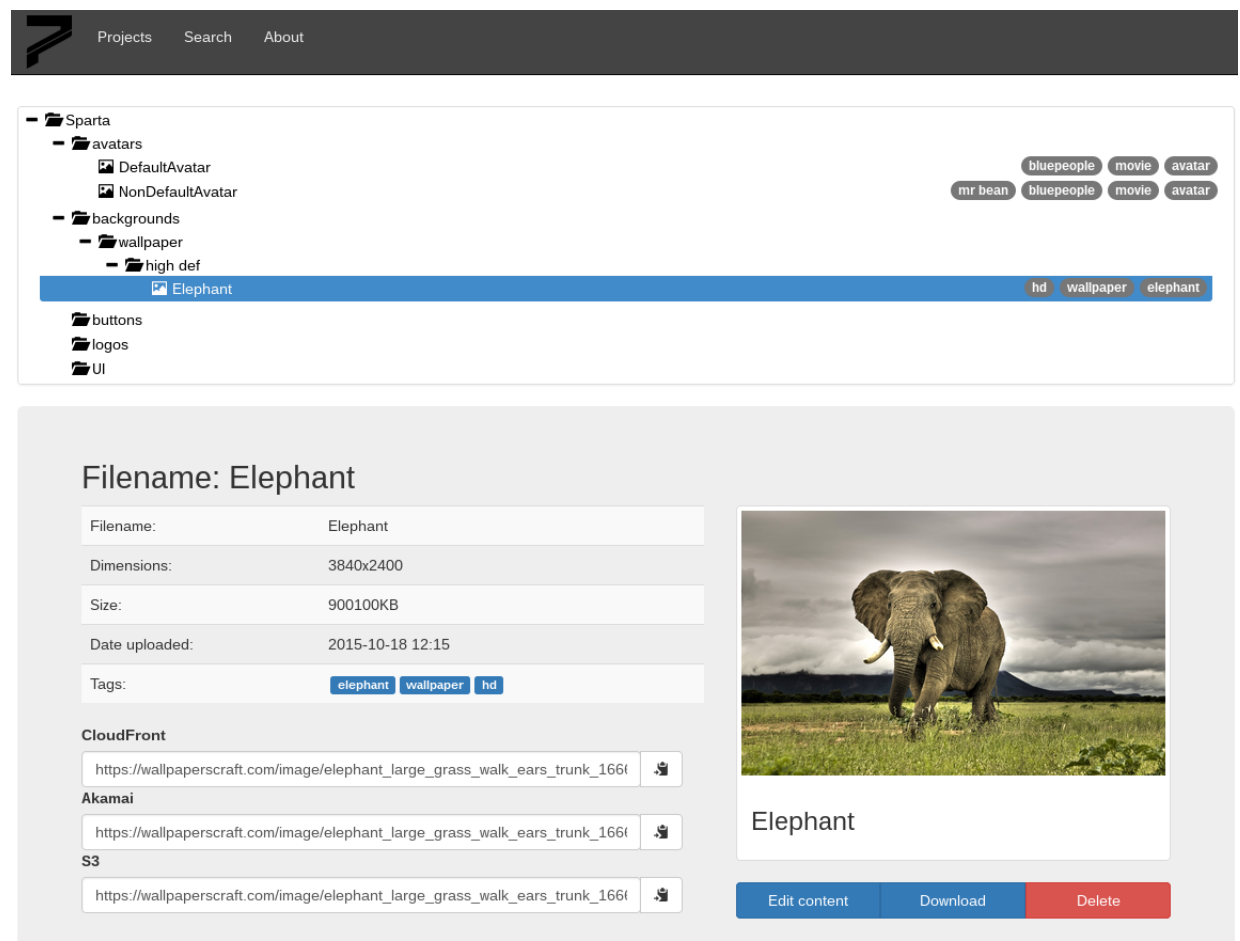 Projects Search About
Sparta
avatars
DefaultAvatar bluepeople movie avatar
NonDefaultAvatar mr bean bluepeople movie avatar
backgrounds
wallpaper
high def
Elephant hd wallpaper elephant
buttons
logos
UI
Filename: Elephant
Filename: Elephant
Dimensions: 3840x2400
Size: 900100KB
Date uploaded: 2015-10-18 12:15
Tags: elephant wallpaper hd
CloudFront
https://wallpaperscraft.com/image/elephant_large_grass_walk_ears_trunk_166
Akamai
https://wallpaperscraft.com/image/elephant_large_grass_walk_ears_trunk_166
S3
https://wallpaperscraft.com/image/elephant_large_grass_walk_ears_trunk_166
Elephant
Edit content Download Delete